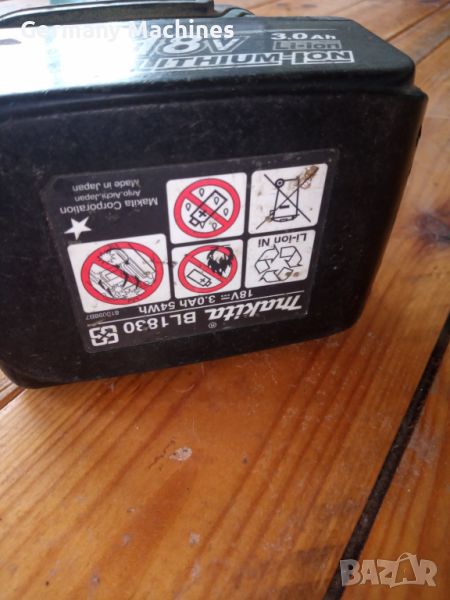 Germany Machines
18V
3.0Ah
Li-ion
LITHIUM-ION
makita® BL1830
18V 3.0Ah 54Wh
Li-Ion Ni
Makita Corporation
Anjo, Aichi, Japan
Made in Japan
BAZAR